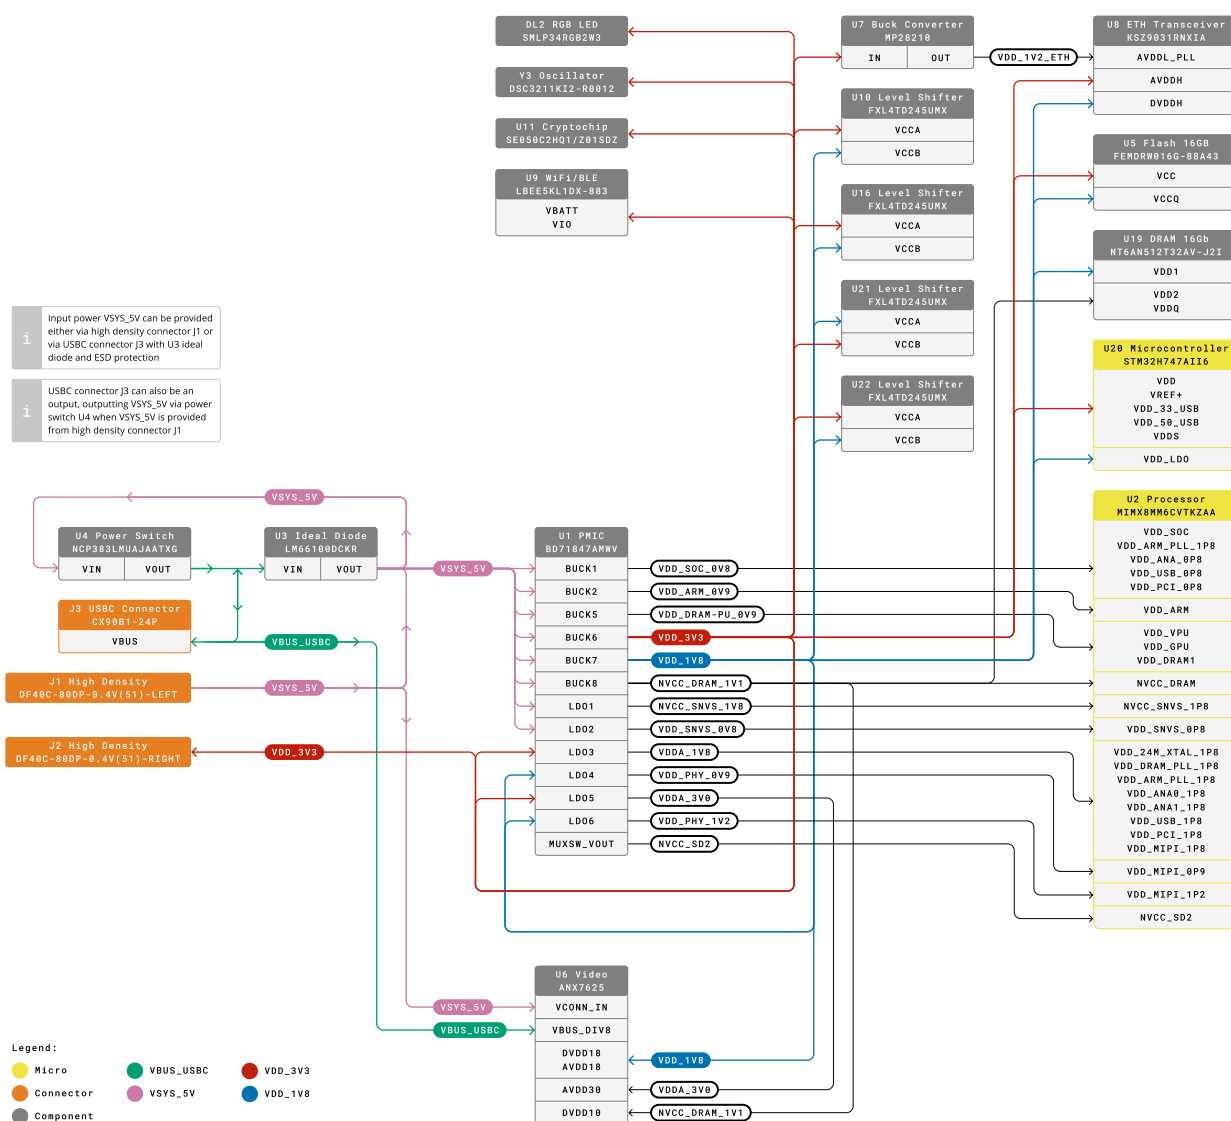 DL2 RGB LED
SMLP34RGB2W3
Y3 Oscillator
DSC3211KI2-R0012
U11 Cryptochip
SE050C2HQ1/Z01SDZ
U9 WiFi/BLE
LBEE5KL1DX-883
VBATT
VIO
U7 Buck Converter
MP28210
IN OUT
VDD_1V2_ETH
U10 Level Shifter
FXL4TD245UMX
VCCA
VCCB
U16 Level Shifter
FXL4TD245UMX
VCCA
VCCB
U21 Level Shifter
FXL4TD245UMX
VCCA
VCCB
U22 Level Shifter
FXL4TD245UMX
VCCA
VCCB
U8 ETH Transceiver
KSZ9031RNXIA
AVDDL_PLL
AVDDH
DVDDH
U5 Flash 16GB
FEMDRW016G-88A43
VCC
VCCQ
U19 DRAM 16Gb
NT6AN512T32AV-J2I
VDD1
VDD2
VDDQ
U20 Microcontroller
STM32H747AII6
VDD
VREF+
VDD_33_USB
VDD_50_USB
VDDS
VDD_LDO
U2 Processor
MIMX8MM6CVTKZAA
VDD_SOC
VDD_ARM_PLL_1P8
VDD_ANA_0P8
VDD_USB_0P8
VDD_PCI_0P8
VDD_ARM
VDD_VPU
VDD_GPU
VDD_DRAM1
NVCC_DRAM
NVCC_SNVS_1P8
VDD_SNVS_0P8
VDD_24M_XTAL_1P8
VDD_DRAM_PLL_1P8
VDD_ARM_PLL_1P8
VDD_ANA0_1P8
VDD_ANA1_1P8
VDD_USB_1P8
VDD_PCI_1P8
VDD_MIPI_1P8
VDD_MIPI_0P9
VDD_MIPI_1P2
NVCC_SD2
i
Input power VSYS_5V can be provided
either via high density connector J1 or
via USBC connector J3 with U3 ideal
diode and ESD protection
i
USBC connector J3 can also be an
output, outputting VSYS_5V via power
switch U4 when VSYS_5V is provided
from high density connector J1
VSYS_5V
U4 Power Switch
NCP383LMUAJAATXG
VIN VOUT
U3 Ideal Diode
LM66100DCKR
VIN VOUT
VSYS_5V
J3 USBC Connector
CX90B1-24P
VBUS
VBUS_USBC
J1 High Density
DF40C-80DP-0.4V(51)-LEFT
VSYS_5V
J2 High Density
DF40C-80DP-0.4V(51)-RIGHT
VDD_3V3
U1 PMIC
BD71847AMWV
BUCK1 VDD_SOC_0V8
BUCK2 VDD_ARM_0V9
BUCK5 VDD_DRAM-PU_0V9
BUCK6 VDD_3V3
BUCK7 VDD_1V8
BUCK8 NVCC_DRAM_1V1
LDO1 NVCC_SNVS_1V8
LDO2 VDD_SNVS_0V8
LDO3 VDDA_1V8
LDO4 VDD_PHY_0V9
LDO5 VDDA_3V0
LDO6 VDD_PHY_1V2
MUXSW_VOUT NVCC_SD2
U6 Video
ANX7625
VSYS_5V VCONN_IN
VBUS_USBC VBUS_DIV8
DVDD18
AVDD18
VDD_1V8
AVDD30 VDDA_3V0
DVDD10 NVCC_DRAM_1V1
Legend:
Micro VBUS_USBC VDD_3V3
Connector VSYS_5V VDD_1V8
Component